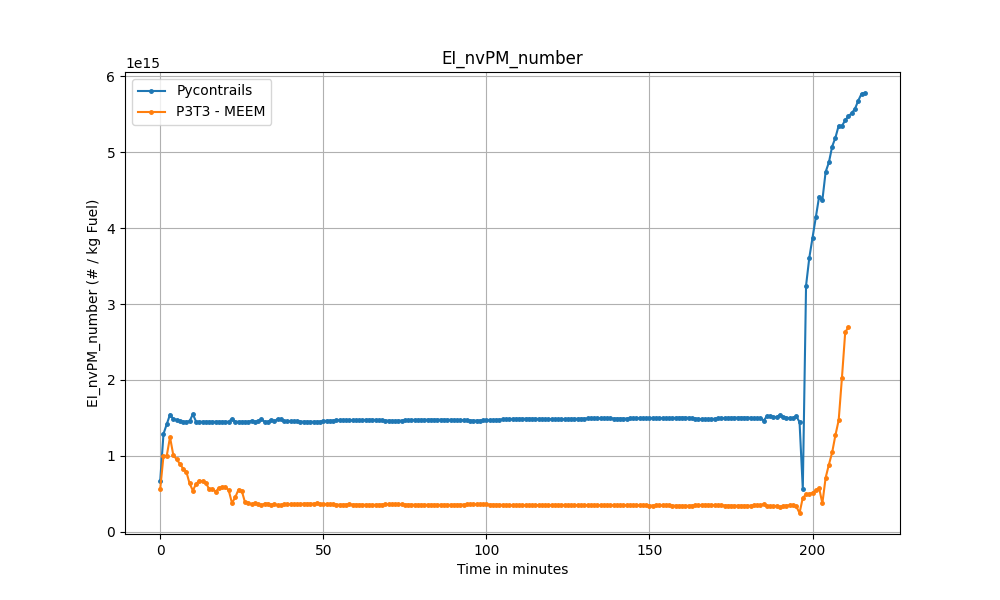 EI_nvPM_number
1e15
Pycontrails
P3T3 - MEEM
6
5
4
3
2
1
0
EI_nvPM_number (# / kg Fuel)
0 50 100 150 200
Time in minutes